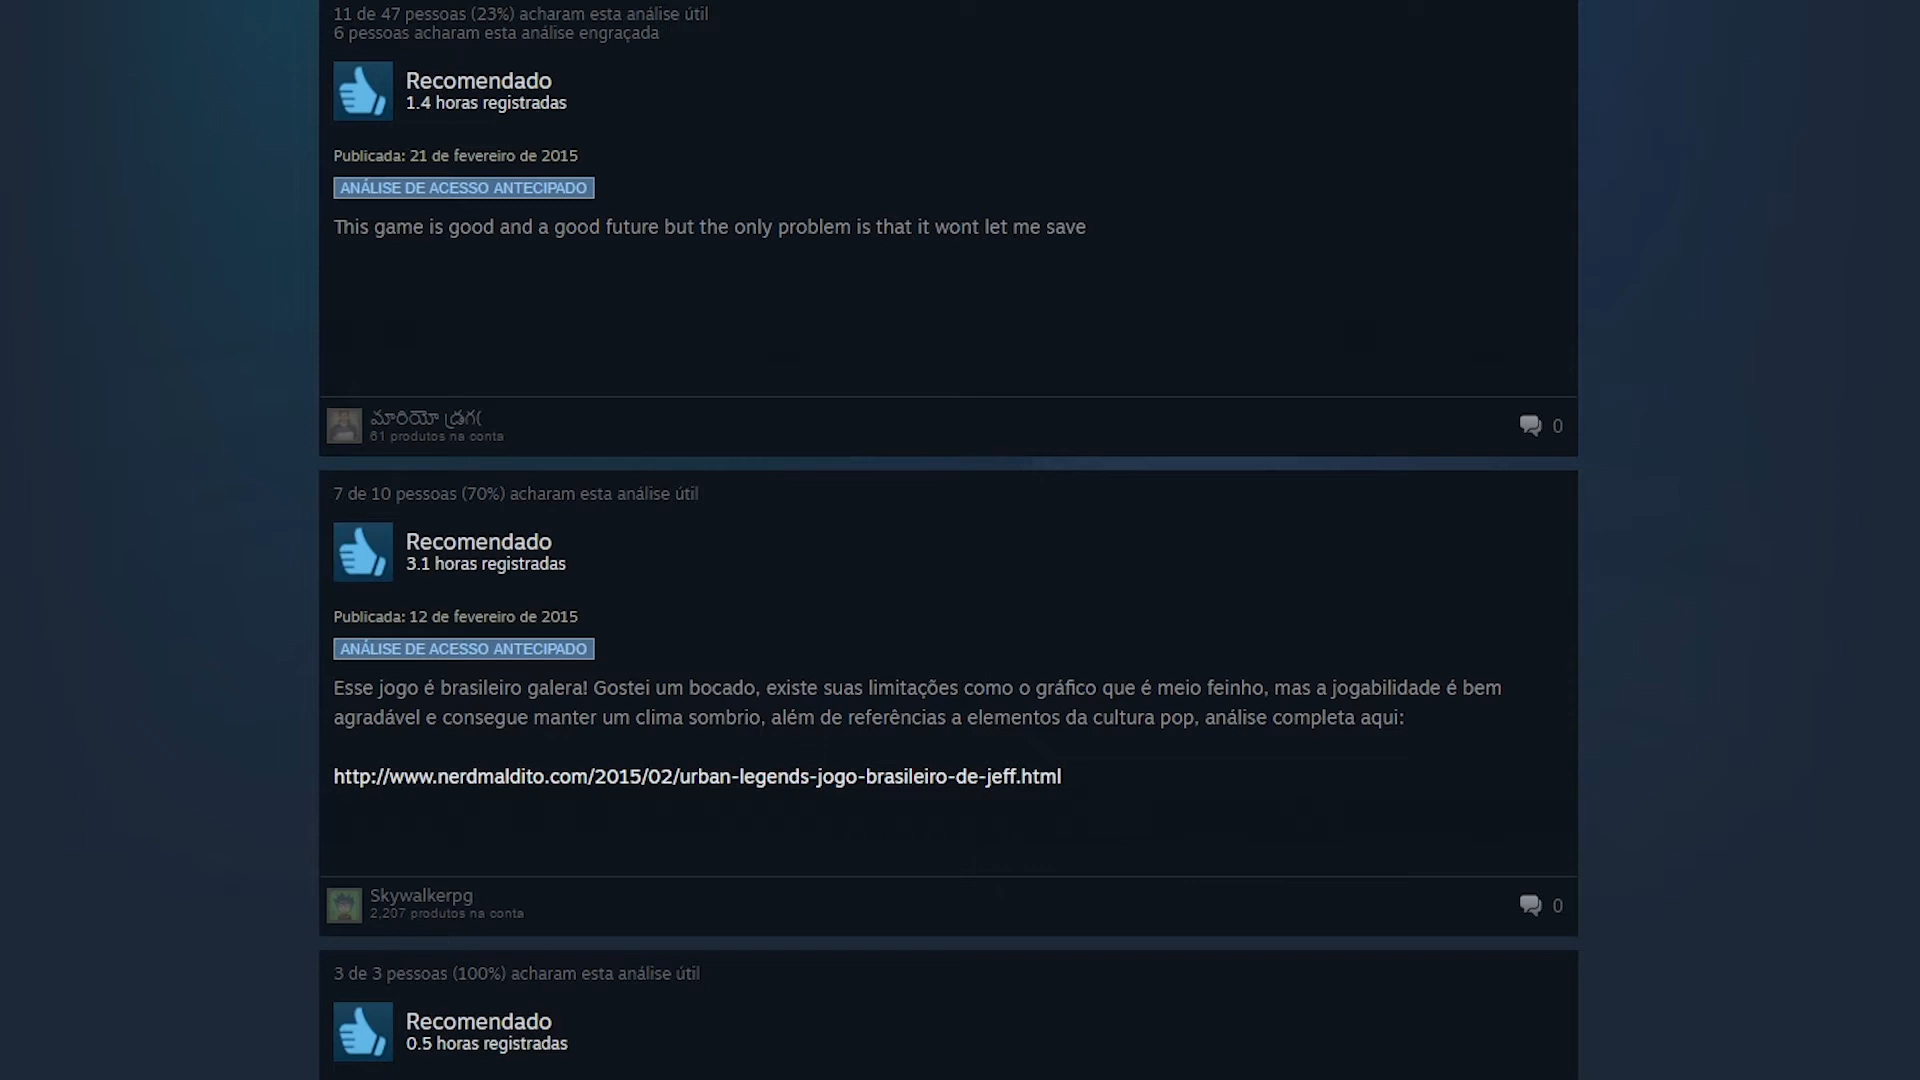 11 de 47 pessoas (23%) acharam esta análise útil
6 pessoas acharam esta análise engraçada
Recomendado
1.4 horas registradas
Publicada: 21 de fevereiro de 2015
ANÁLISE DE ACESSO ANTECIPADO
This game is good and a good future but the only problem is that it wont let me save
మారియో
61 produtos na conta
0
7 de 10 pessoas (70%) acharam esta análise útil
Recomendado
3.1 horas registradas
Publicada: 12 de fevereiro de 2015
ANÁLISE DE ACESSO ANTECIPADO
Esse jogo é brasileiro galera! Gostei um bocado, existe suas limitações como o gráfico que é meio feinho, mas a jogabilidade é bem
agradável e consegue manter um clima sombrio, além de referências a elementos da cultura pop, análise completa aqui:
http://www.nerdmaldito.com/2015/02/urban-legends-jogo-brasileiro-de-jeff.html
Skywalkerpg
2,207 produtos na conta
0
3 de 3 pessoas (100%) acharam esta análise útil
Recomendado
0.5 horas registradas